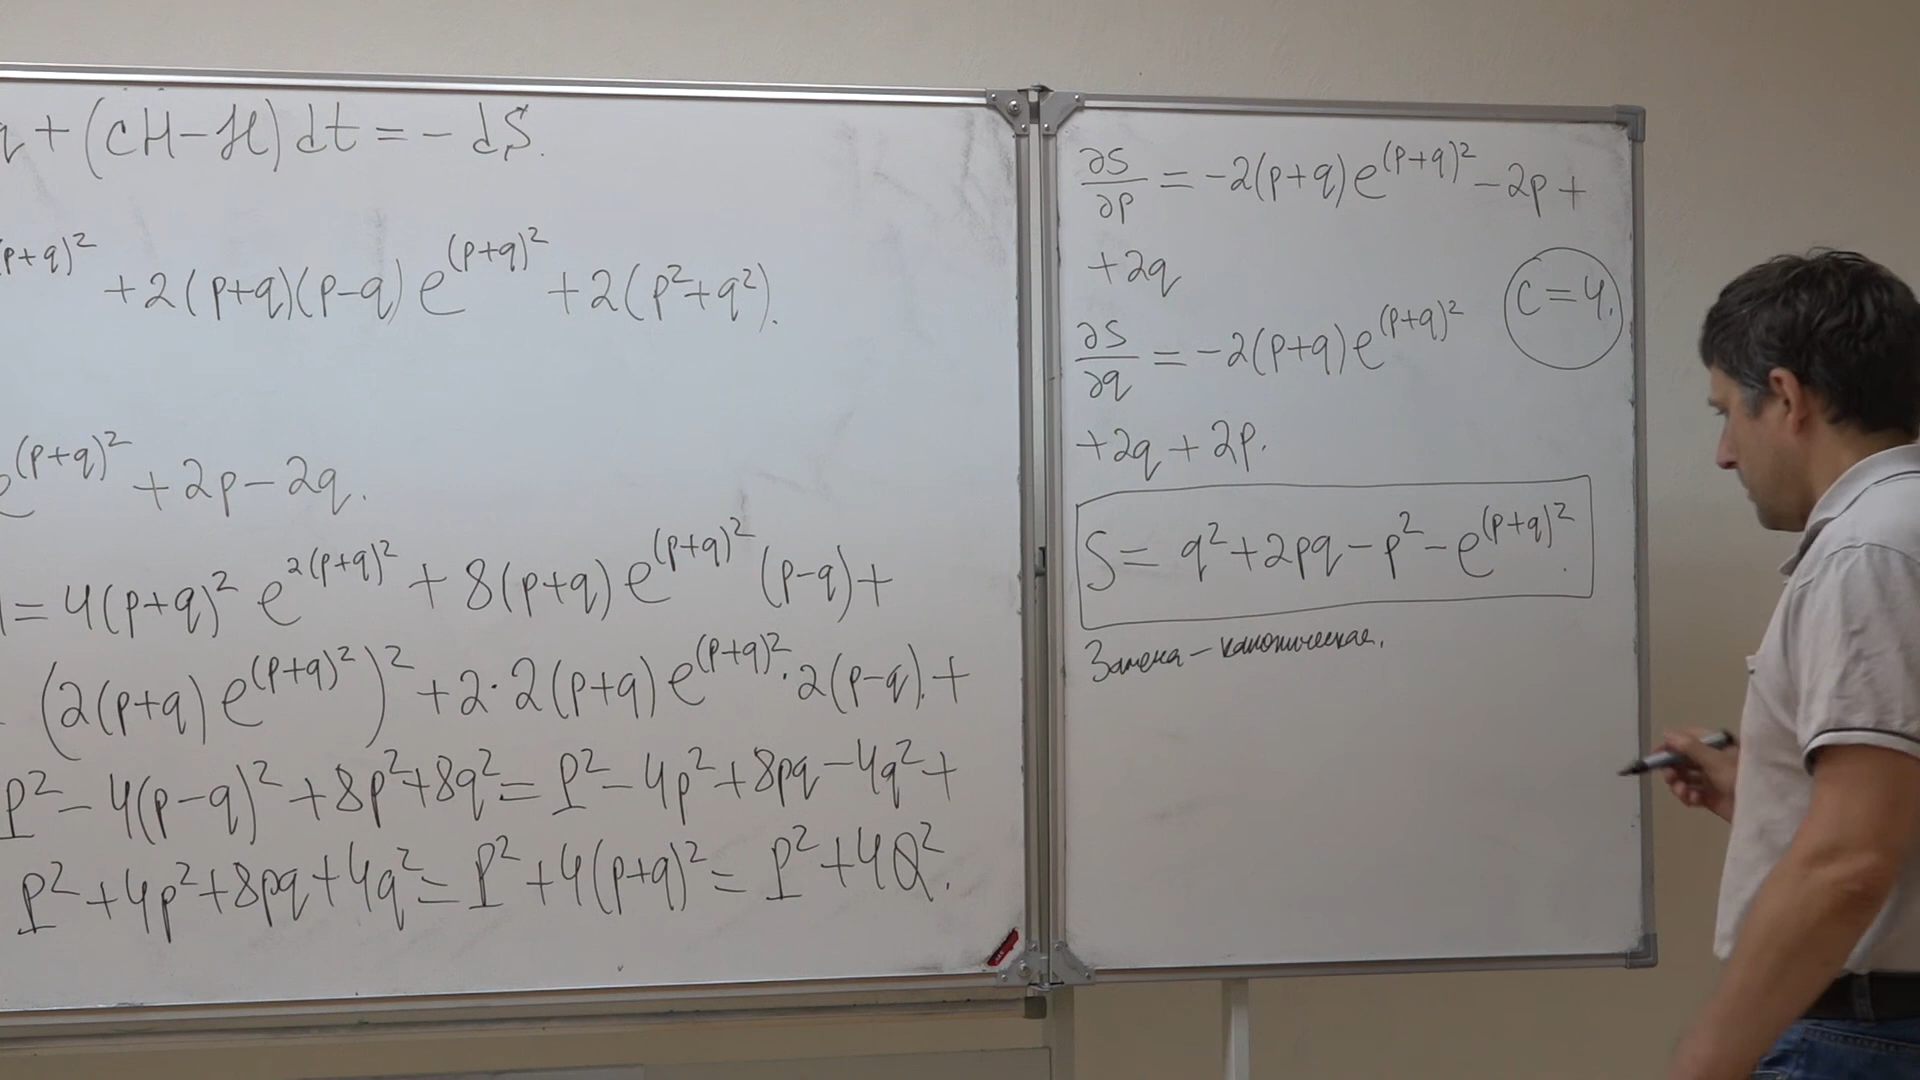 q + (cH - ℋ) dt = - dS.
(p+q)² + 2(p+q)(p-q) e^{(p+q)²} + 2(p² + q²).
e^{(p+q)²} + 2p - 2q.
= 4(p+q)² e^{2(p+q)²} + 8(p+q) e^{(p+q)²} (p-q) +
(2(p+q) e^{(p+q)²})² + 2·2(p+q) e^{(p+q)²}·2(p-q) +
P² - 4(p-q)² + 8p² + 8q² = P² - 4p² + 8pq - 4q² +
P² + 4p² + 8pq + 4q² = P² + 4(p+q)² = P² + 4Q².
∂S/∂p = -2(p+q) e^{(p+q)²} - 2p +
+ 2q
c = 4.
∂S/∂q = -2(p+q) e^{(p+q)²}
+ 2q + 2p.
S = q² + 2pq - p² - e^{(p+q)²}.
Замена - каноническая.